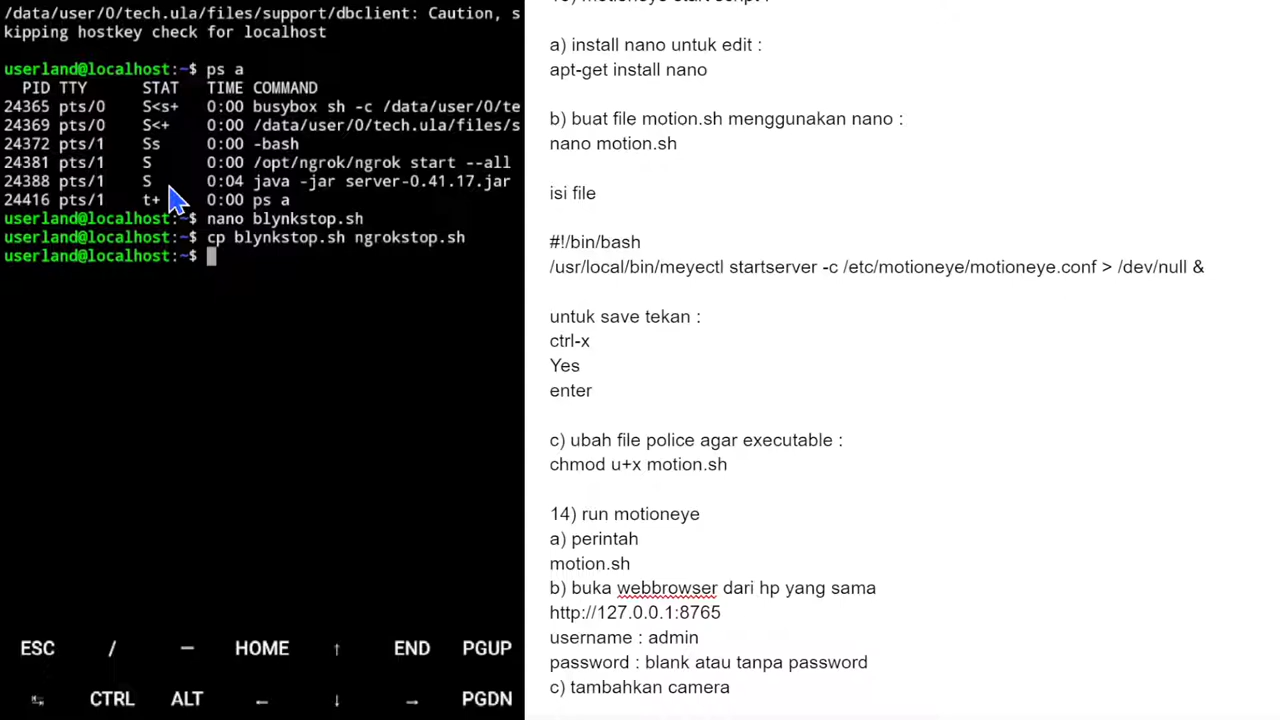 /data/user/0/tech.ula/files/support/dbclient: Caution, s
kipping hostkey check for localhost
userland@localhost:~$ ps a
PID TTY STAT TIME COMMAND
24365 pts/0 S<s+ 0:00 busybox sh -c /data/user/0/te
24369 pts/0 S<+ 0:00 /data/user/0/tech.ula/files/s
24372 pts/1 Ss 0:00 -bash
24381 pts/1 S 0:00 /opt/ngrok/ngrok start --all
24388 pts/1 S 0:04 java -jar server-0.41.17.jar
24416 pts/1 t+ 0:00 ps a
userland@localhost:~$ nano blynkstop.sh
userland@localhost:~$ cp blynkstop.sh ngrokstop.sh
userland@localhost:~$
ESC / — HOME ↑ END PGUP
↹ CTRL ALT ← ↓ → PGDN
a) install nano untuk edit :
apt-get install nano
b) buat file motion.sh menggunakan nano :
nano motion.sh
isi file
#!/bin/bash
/usr/local/bin/meyectl startserver -c /etc/motioneye/motioneye.conf > /dev/null &
untuk save tekan :
ctrl-x
Yes
enter
c) ubah file police agar executable :
chmod u+x motion.sh
14) run motioneye
a) perintah
motion.sh
b) buka webbrowser dari hp yang sama
http://127.0.0.1:8765
username : admin
password : blank atau tanpa password
c) tambahkan camera